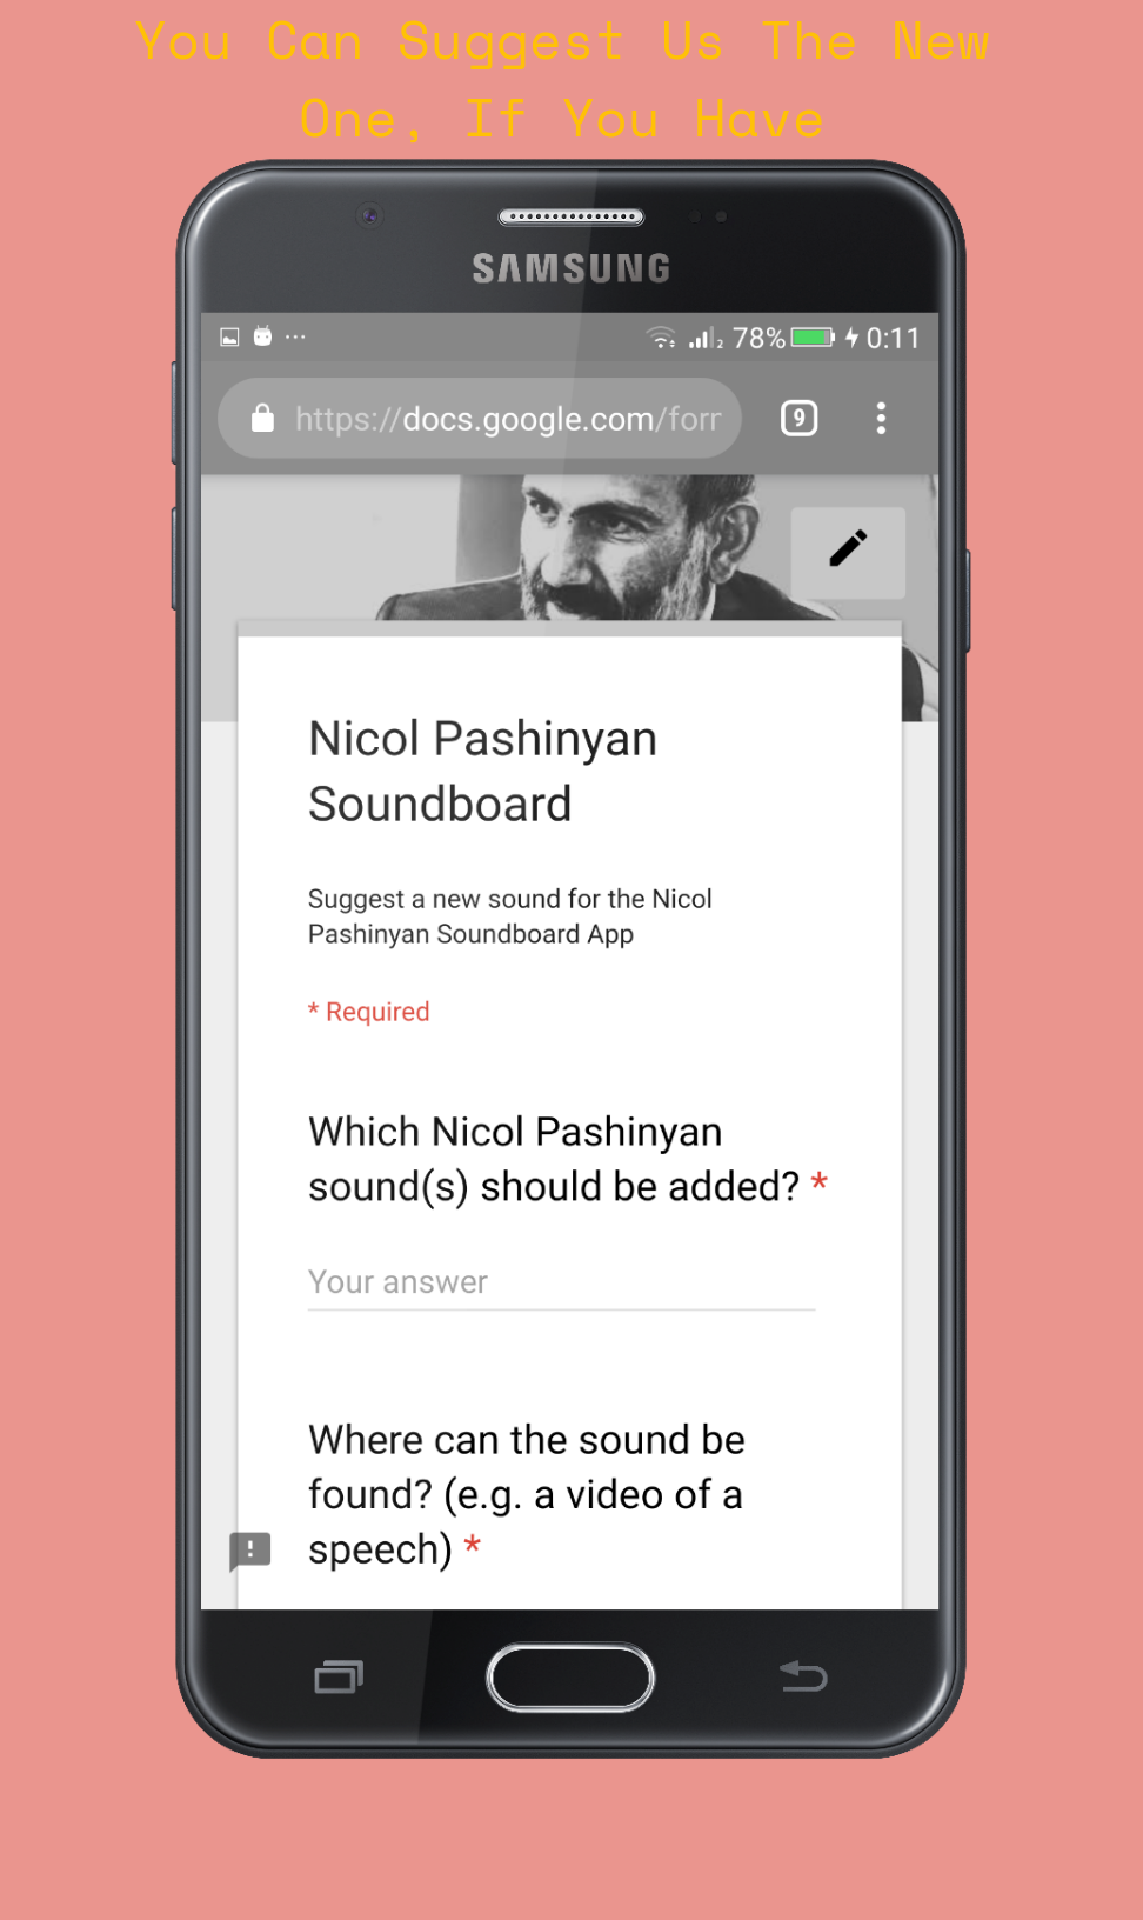 You Can Suggest Us The New
One, If You Have
SAMSUNG
2 78% 0:11
https://docs.google.com/forr
9
Nicol Pashinyan
Soundboard
Suggest a new sound for the Nicol
Pashinyan Soundboard App
* Required
Which Nicol Pashinyan
sound(s) should be added? *
Your answer
Where can the sound be
found? (e.g. a video of a
speech) *